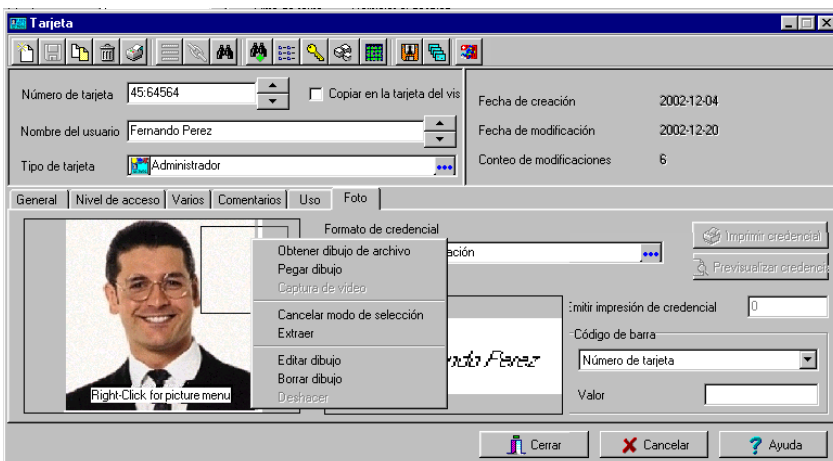 Tarjeta
Número de tarjeta
45:64564
Copiar en la tarjeta del vis
Nombre del usuario
Fernando Perez
Tipo de tarjeta
Administrador
Fecha de creación
2002-12-04
Fecha de modificación
2002-12-20
Conteo de modificaciones
6
General
Nivel de acceso
Varios
Comentarios
Uso
Foto
Right-Click for picture menu
Obtener dibujo de archivo
Pegar dibujo
Captura de video
Cancelar modo de selección
Extraer
Editar dibujo
Borrar dibujo
Deshacer
Formato de credencial
ación
ndo Perez
Imprimir credencial
Previsualizar credenci
Emitir impresión de credencial
0
Código de barra
Número de tarjeta
Valor
Cerrar
Cancelar
Ayuda